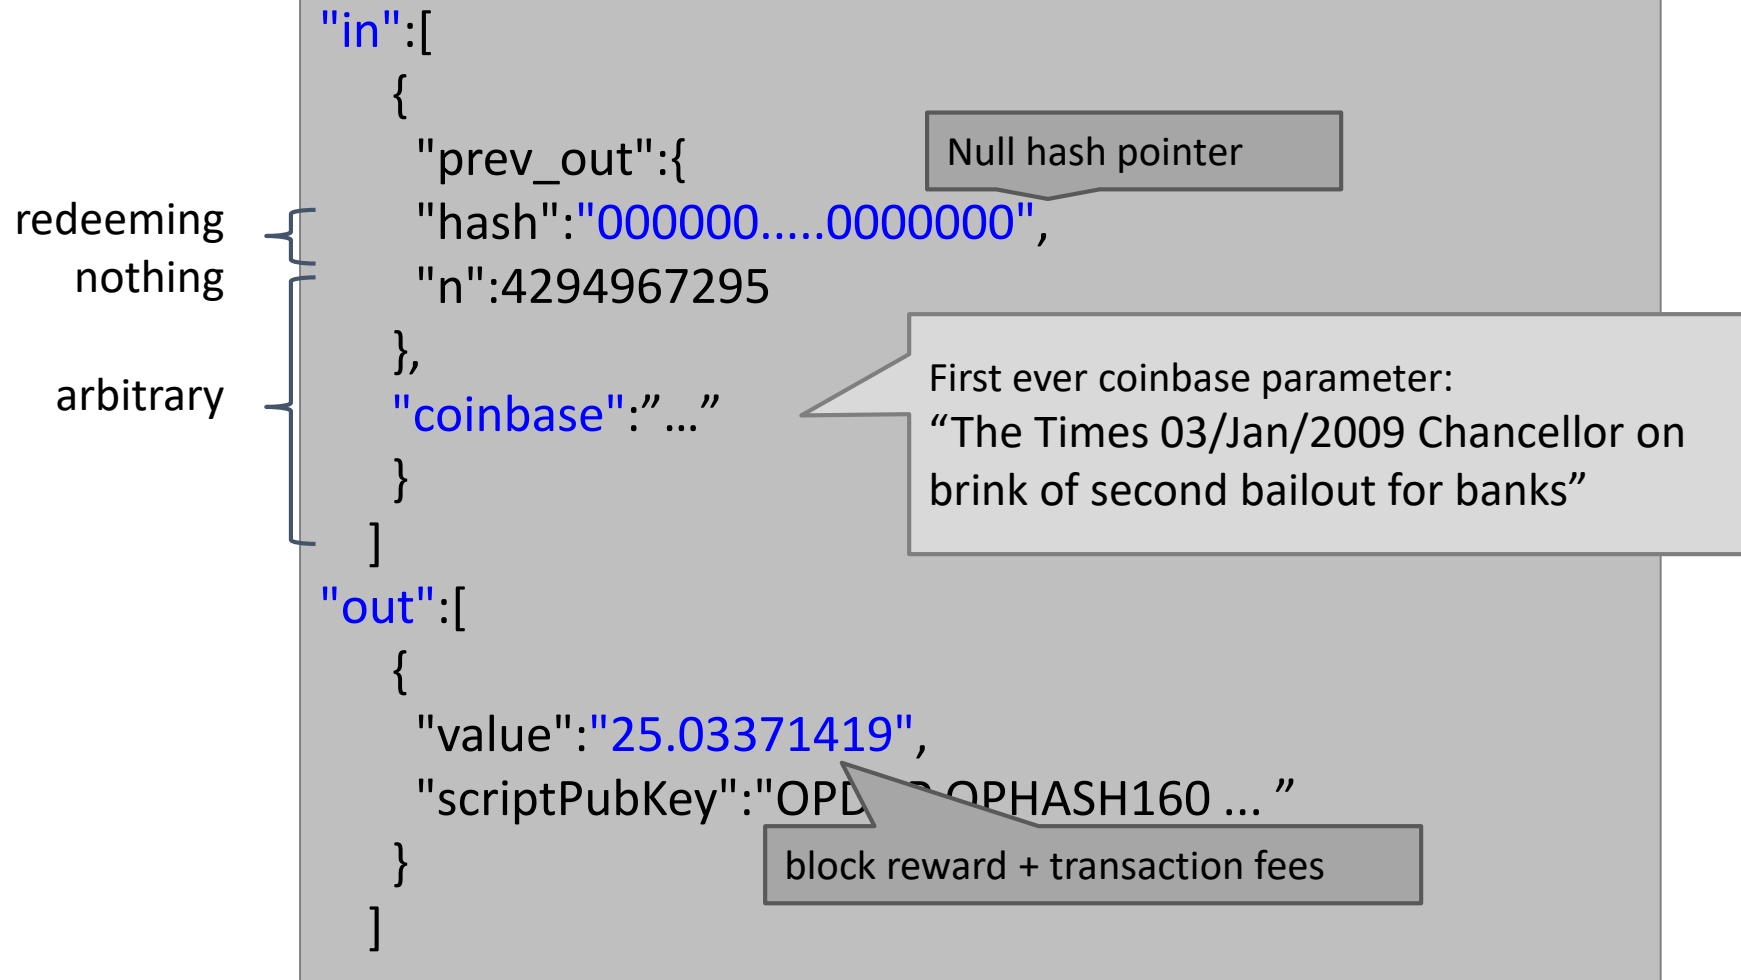 "in":[
{
"prev_out":{
Null hash pointer
redeeming
nothing
"hash":"000000.....0000000",
"n":4294967295
},
arbitrary
"coinbase":”...”
First ever coinbase parameter:
“The Times 03/Jan/2009 Chancellor on
brink of second bailout for banks”
}
]
"out":[
{
"value":"25.03371419",
"scriptPubKey":" OPHASH160 ... ”
block reward + transaction fees
}
]